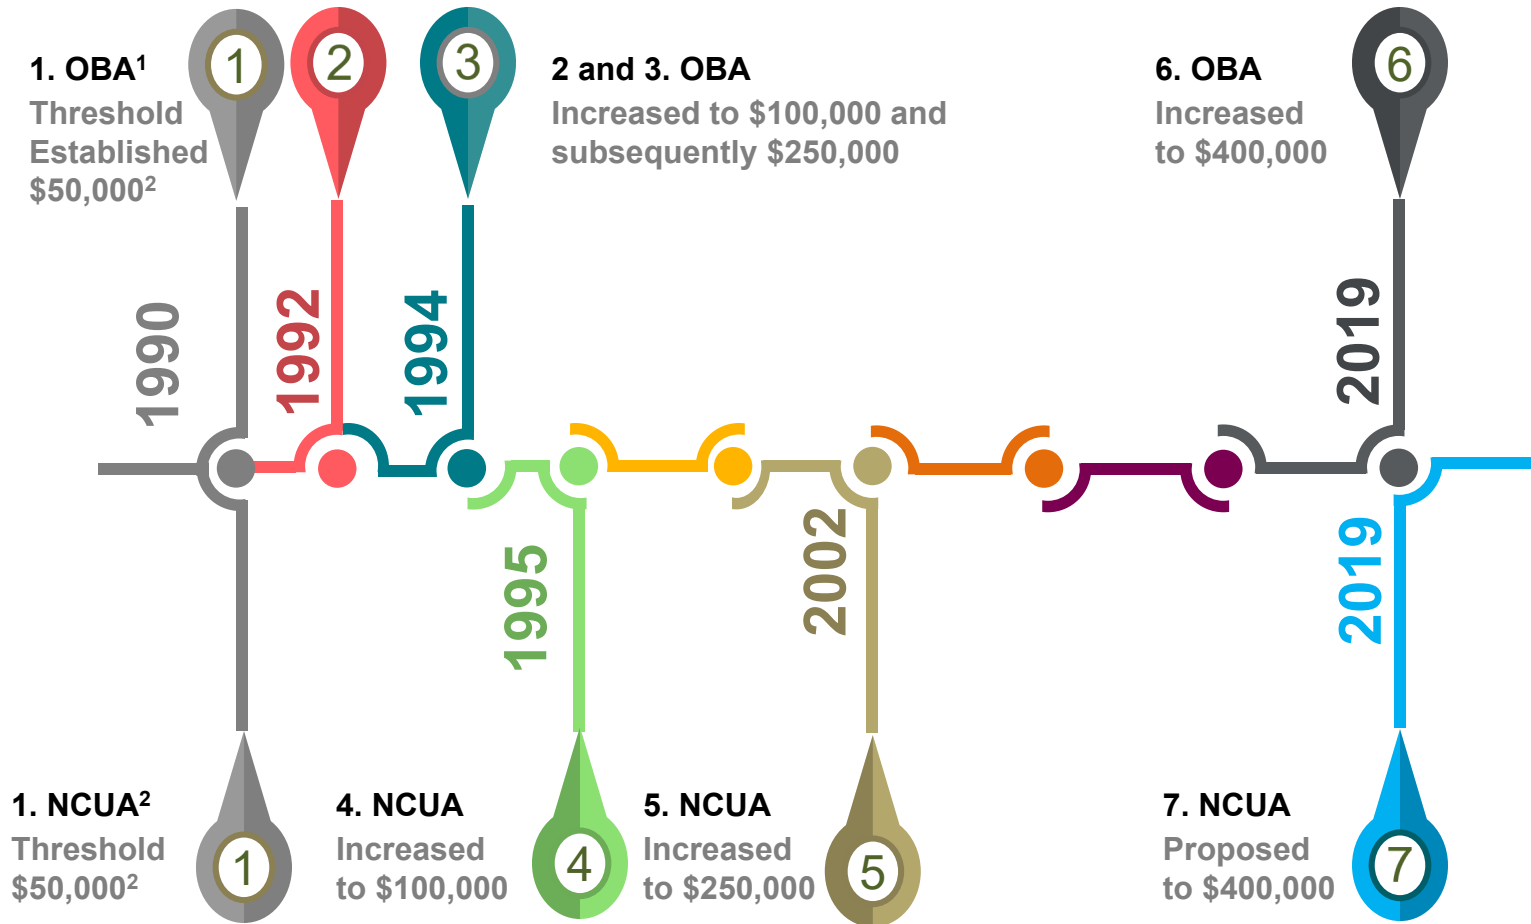 1. OBA¹
Threshold
Established
$50,000²
1
2
3
2 and 3. OBA
Increased to $100,000 and
subsequently $250,000
6. OBA
Increased
to $400,000
6
1990
1992
1994
2019
1995
2002
2019
1. NCUA²
Threshold
$50,000²
1
4. NCUA
Increased
to $100,000
4
5. NCUA
Increased
to $250,000
5
7. NCUA
Proposed
to $400,000
7